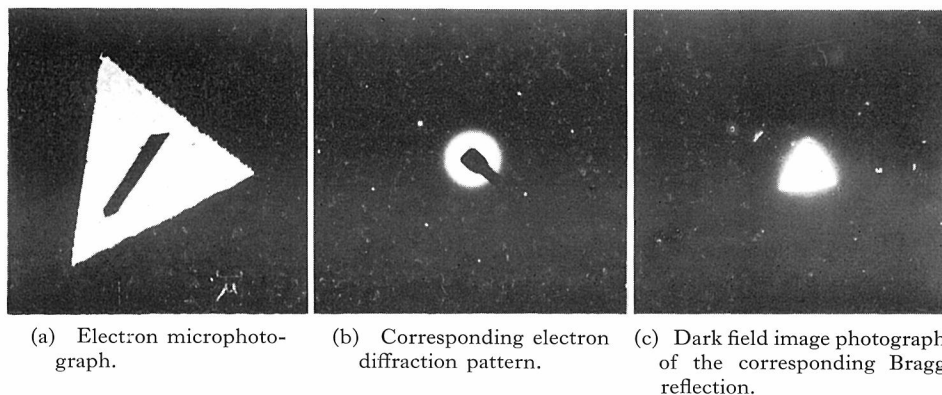 (a) Electron microphoto-
graph.
(b) Corresponding electron
diffraction pattern.
(c) Dark field image photograph
of the corresponding Bragg
reflection.